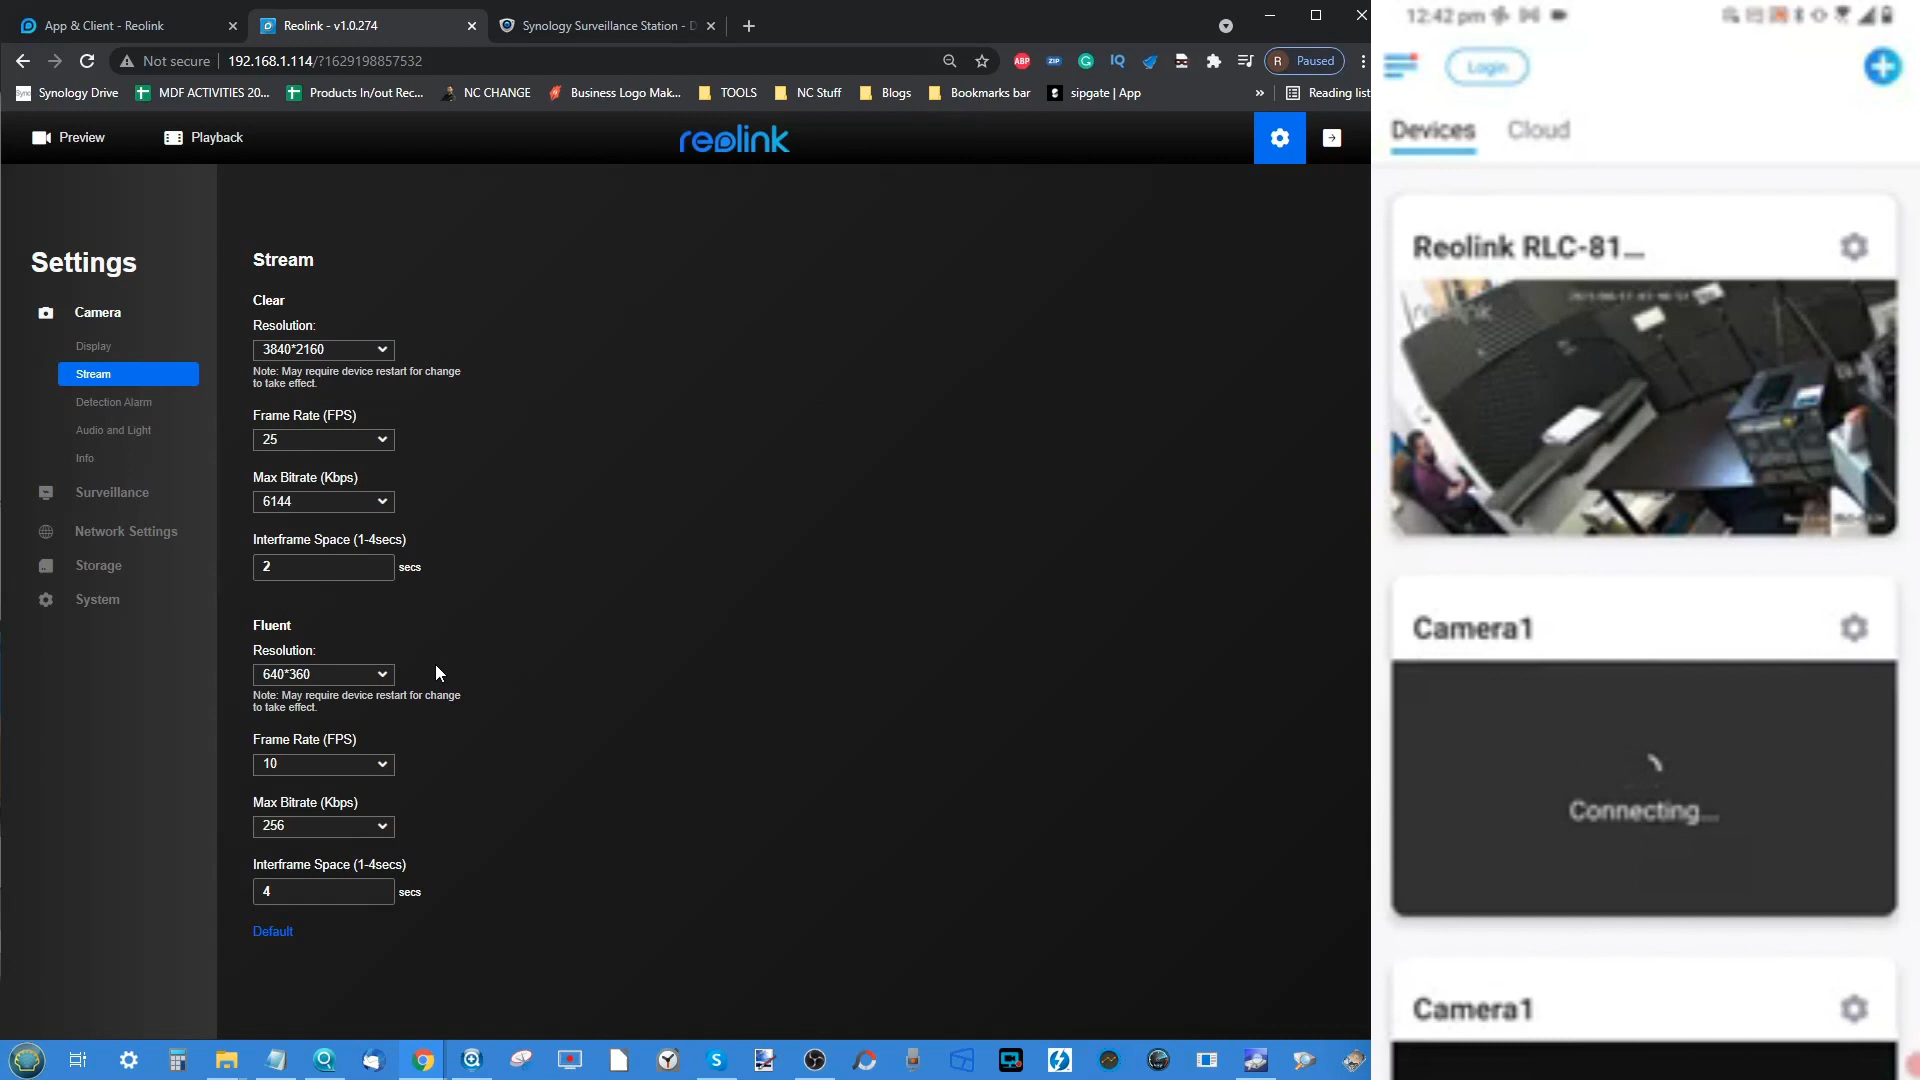 App & Client - Reolink
Reolink - v1.0.274
Synology Surveillance Station - D
Not secure
192.168.1.114/?1629198857532
ABP
ZIP
IQ
R
Paused
Synology Drive
MDF ACTIVITIES 20...
Products In/out Rec...
NC CHANGE
Business Logo Mak...
TOOLS
NC Stuff
Blogs
Bookmarks bar
sipgate | App
»
Reading list
Preview
Playback
reolink
Settings
Camera
Display
Stream
Detection Alarm
Audio and Light
Info
Surveillance
Network Settings
Storage
System
Stream
Clear
Resolution:
3840*2160
Note: May require device restart for change
to take effect.
Frame Rate (FPS)
25
Max Bitrate (Kbps)
6144
Interframe Space (1-4secs)
2
secs
Fluent
Resolution:
640*360
Note: May require device restart for change
to take effect.
Frame Rate (FPS)
10
Max Bitrate (Kbps)
256
Interframe Space (1-4secs)
4
secs
Default
12:42 pm
Login
Devices
Cloud
Reolink RLC-81...
reolink
Camera1
Connecting...
Camera1